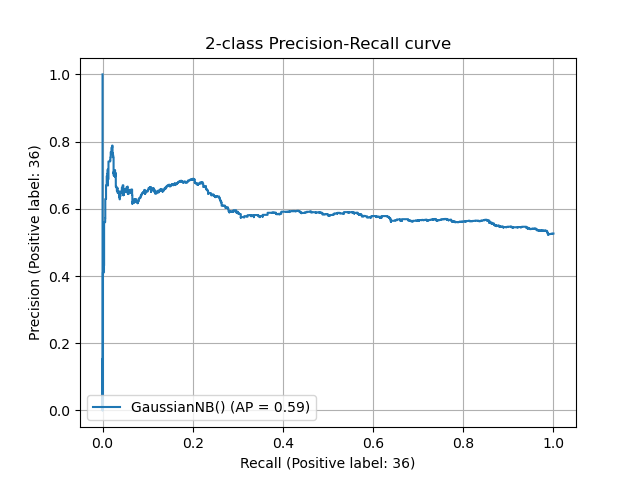 2-class Precision-Recall curve
1.0
0.8
0.6
0.4
0.2
0.0
Precision (Positive label: 36)
GaussianNB() (AP = 0.59)
0.0 0.2 0.4 0.6 0.8 1.0
Recall (Positive label: 36)